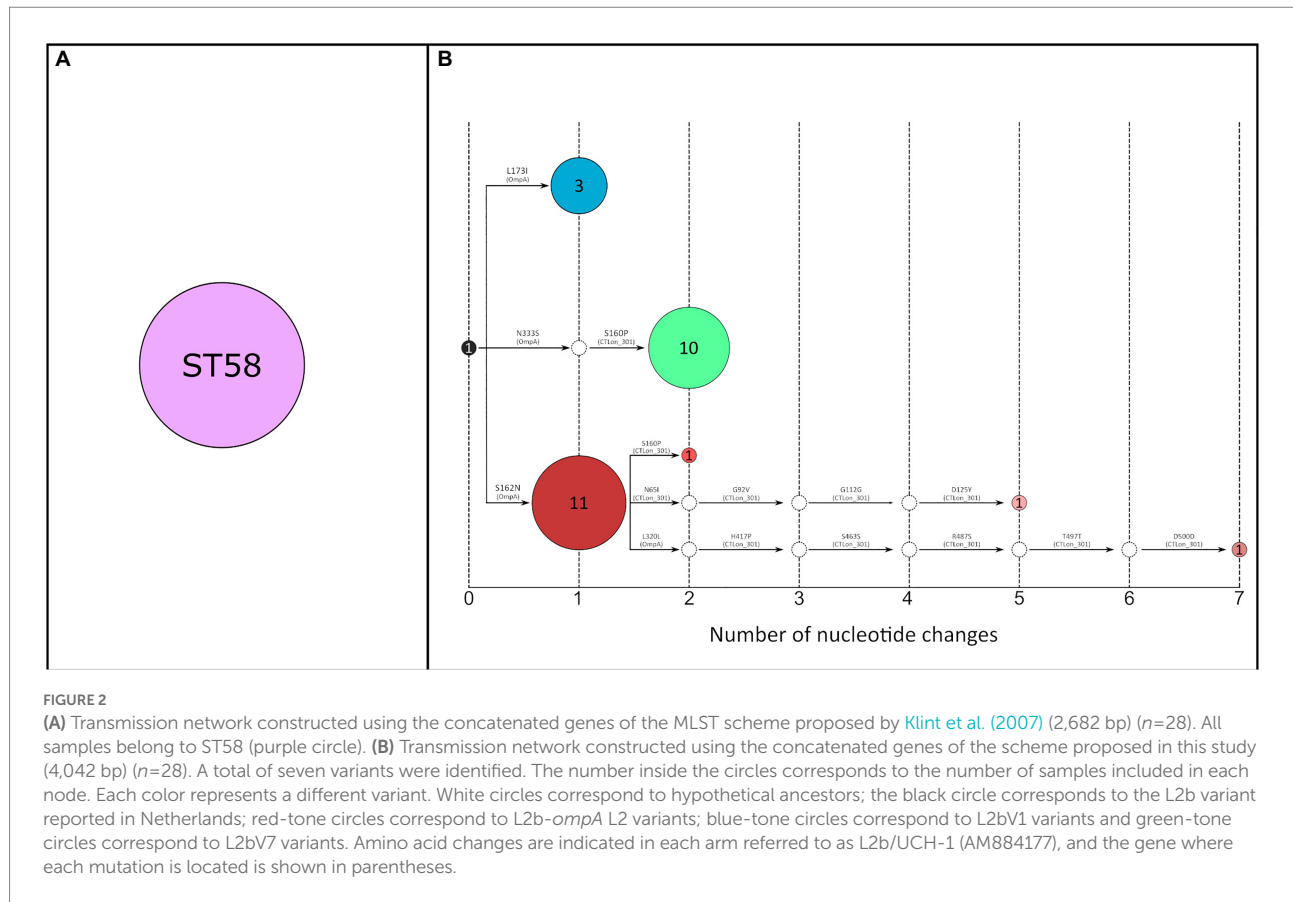 A
B
ST58
L173I
(OmpA)
3
N333S
(OmpA)
S160P
(CTLon_301)
1
10
S160P
(CTLon_301)
1
S162N
(OmpA)
11
N65I
(CTLon_301)
G92V
(CTLon_301)
G112G
(CTLon_301)
D125Y
(CTLon_301)
1
L320L
(OmpA)
H417P
(CTLon_301)
S463S
(CTLon_301)
R487S
(CTLon_301)
T497T
(CTLon_301)
D500D
(CTLon_301)
1
0 1 2 3 4 5 6 7
Number of nucleotide changes
FIGURE 2
(A) Transmission network constructed using the concatenated genes of the MLST scheme proposed by Klint et al. (2007) (2,682 bp) (n=28). All
samples belong to ST58 (purple circle). (B) Transmission network constructed using the concatenated genes of the scheme proposed in this study
(4,042 bp) (n=28). A total of seven variants were identified. The number inside the circles corresponds to the number of samples included in each
node. Each color represents a different variant. White circles correspond to hypothetical ancestors; the black circle corresponds to the L2b variant
reported in Netherlands; red-tone circles correspond to L2b-ompA L2 variants; blue-tone circles correspond to L2bV1 variants and green-tone
circles correspond to L2bV7 variants. Amino acid changes are indicated in each arm referred to as L2b/UCH-1 (AM884177), and the gene where
each mutation is located is shown in parentheses.